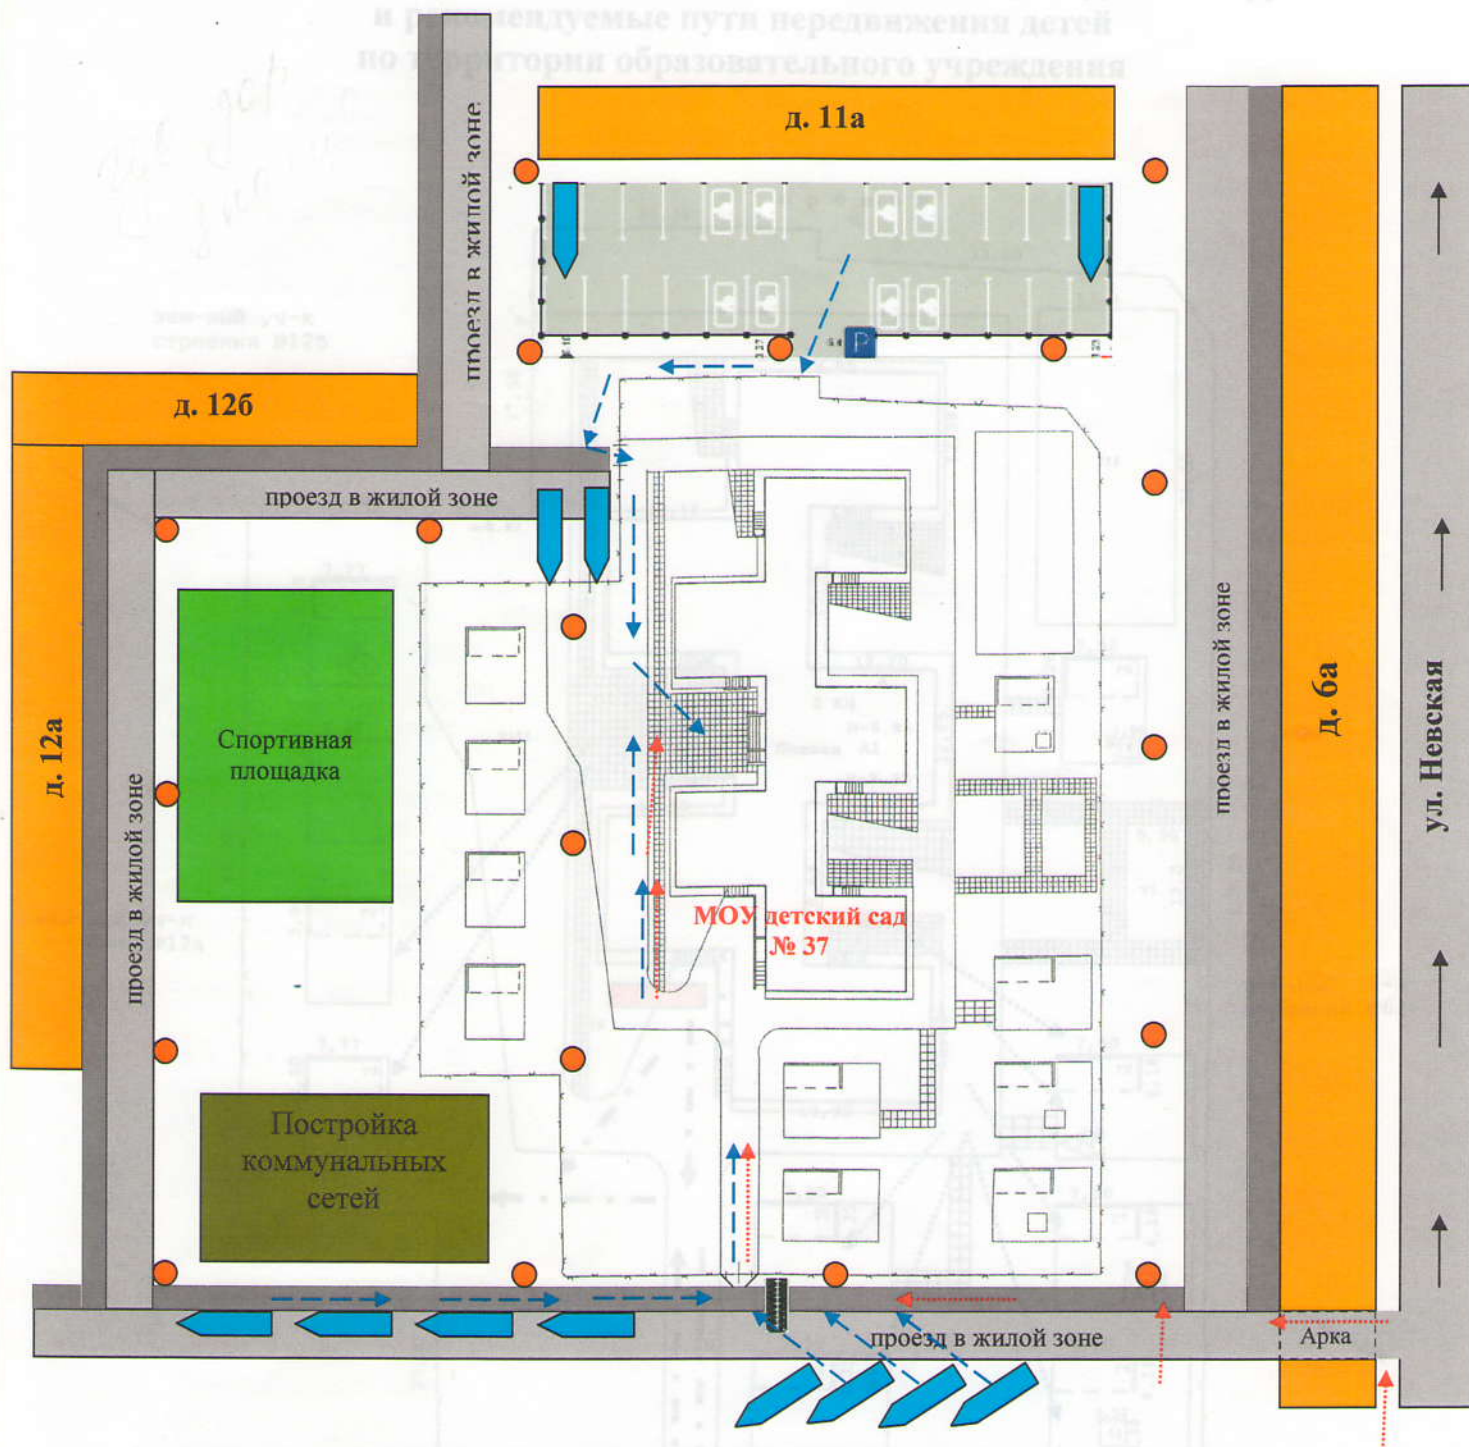 и рекомендуемые пути передвижения детей
по территории образовательного учреждения
д. 11а
проезд в жилой зоне
P
д. 12б
проезд в жилой зоне
д. 12а
проезд в жилой зоне
Спортивная
площадка
МОУ детский сад
№ 37
Постройка
коммунальных
сетей
проезд в жилой зоне
д. 6а
ул. Невская
проезд в жилой зоне
Арка